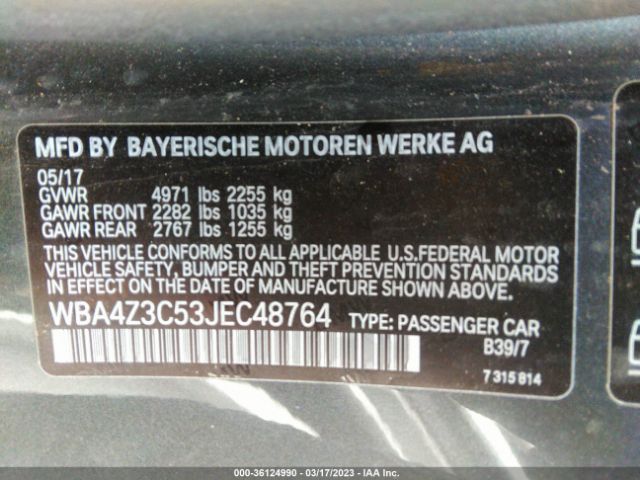 MFD BY BAYERISCHE MOTOREN WERKE AG
05/17
GVWR 4971 lbs 2255 kg
GAWR FRONT 2282 lbs 1035 kg
GAWR REAR 2767 lbs 1255 kg
THIS VEHICLE CONFORMS TO ALL APPLICABLE U.S.FEDERAL MOTOR
VEHICLE SAFETY, BUMPER AND THEFT PREVENTION STANDARDS
IN EFFECT ON THE DATE OF MANUFACTURE SHOWN ABOVE.
WBA4Z3C53JEC48764 TYPE: PASSENGER CAR
B39/7
7 315 814
000-36124990 - 03/17/2023 - IAA Inc.